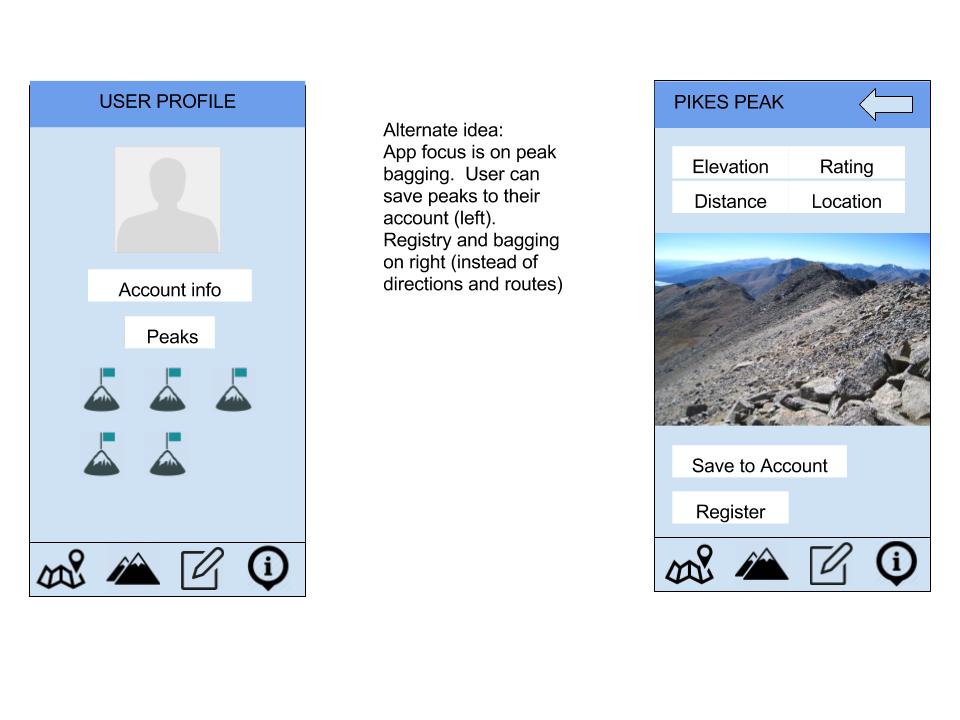 USER PROFILE
Account info
Peaks
Alternate idea:
App focus is on peak
bagging.  User can
save peaks to their
account (left).
Registry and bagging
on right (instead of
directions and routes)
PIKES PEAK
Elevation Rating
Distance Location
Save to Account
Register